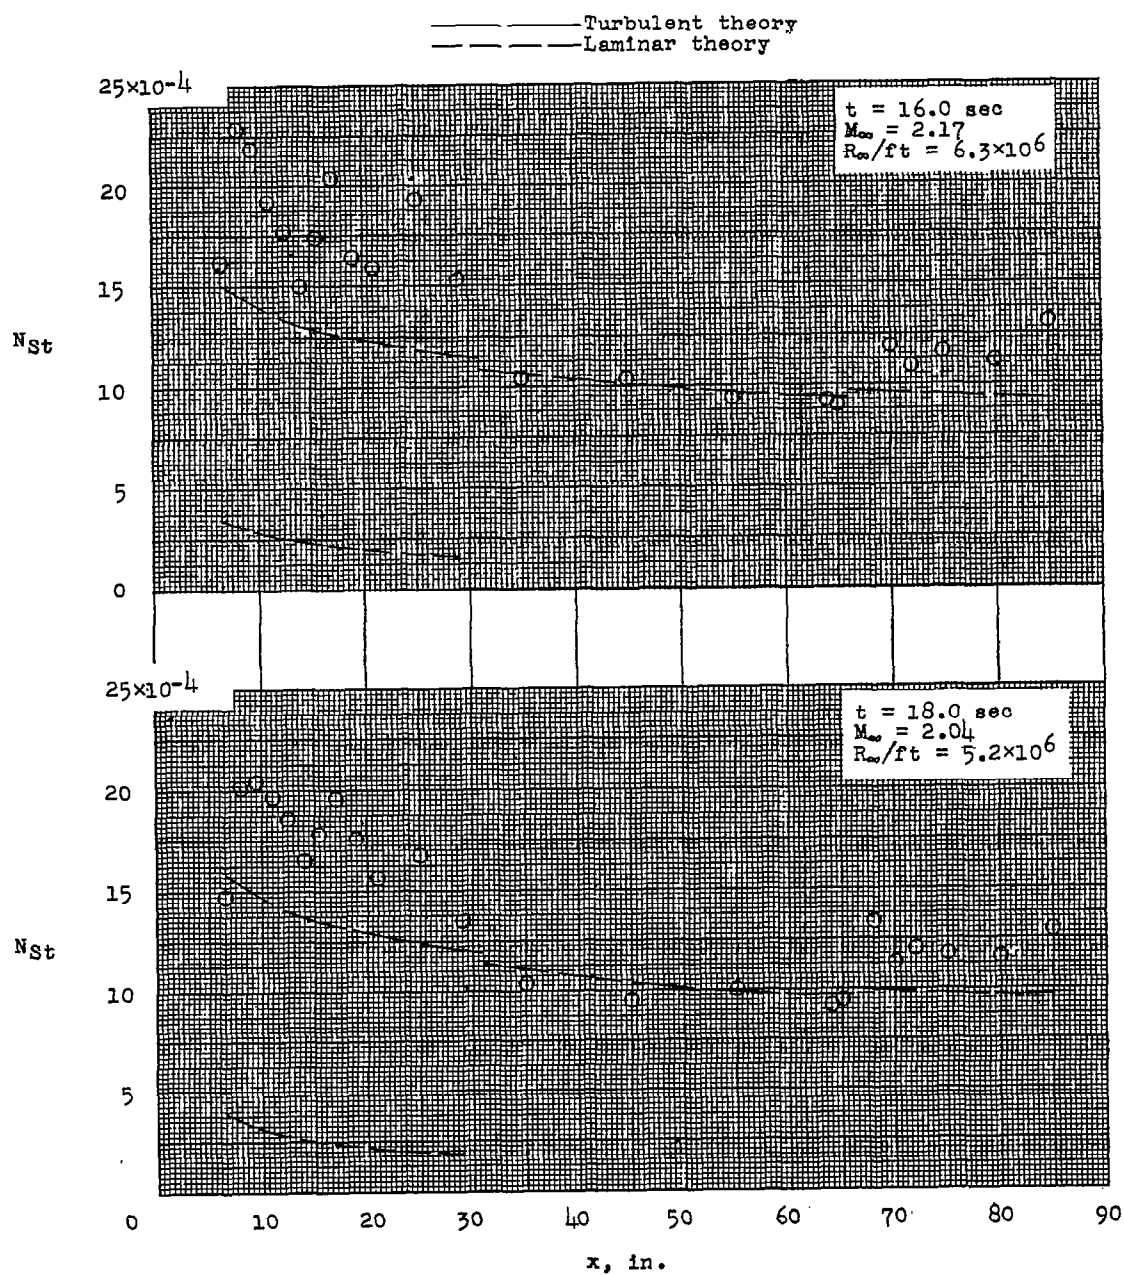 Turbulent theory
Laminar theory
25×10-4
t = 16.0 sec
M∞ = 2.17
R∞/ft = 6.3×10⁶
20
15
NSt
10
5
0
25×10-4
t = 18.0 sec
M∞ = 2.04
R∞/ft = 5.2×10⁶
20
15
NSt
10
5
0 10 20 30 40 50 60 70 80 90
x, in.